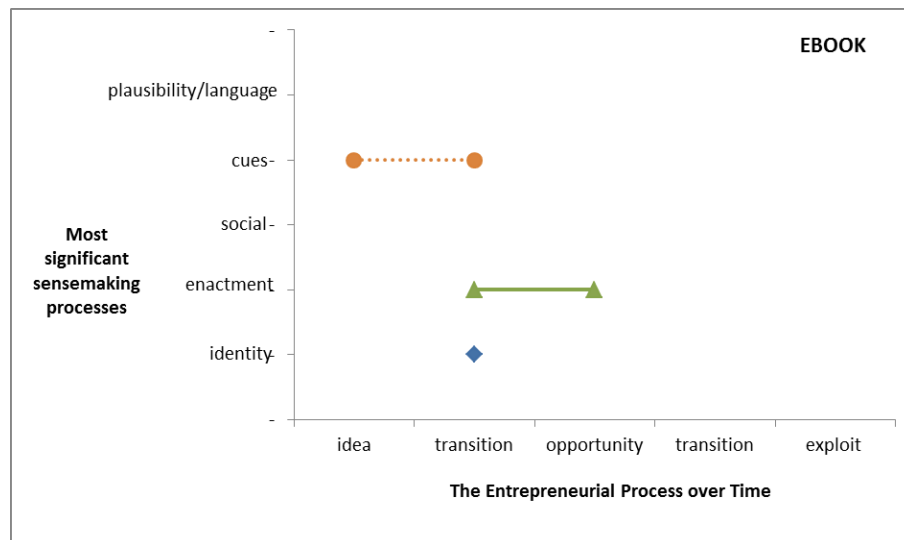 EBOOK
plausibility/language
cues
social
enactment
identity
Most
significant
sensemaking
processes
idea
transition
opportunity
transition
exploit
The Entrepreneurial Process over Time